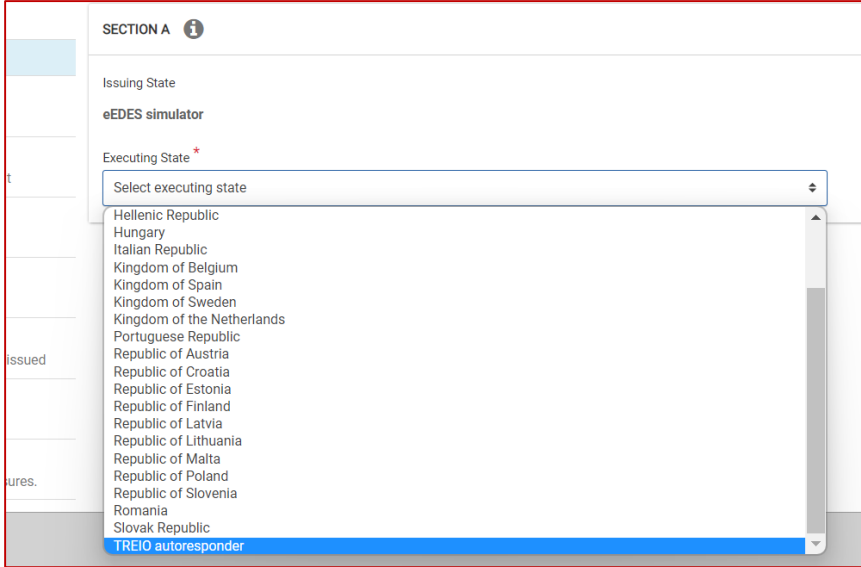 SECTION A
Issuing State
eEDES simulator
Executing State *
t
Select executing state
Hellenic Republic
Hungary
Italian Republic
Kingdom of Belgium
Kingdom of Spain
Kingdom of Sweden
Kingdom of the Netherlands
Portuguese Republic
Republic of Austria
issued
Republic of Croatia
Republic of Estonia
Republic of Finland
Republic of Latvia
Republic of Lithuania
Republic of Malta
Republic of Poland
sures.
Republic of Slovenia
Romania
Slovak Republic
TREIO autoresponder